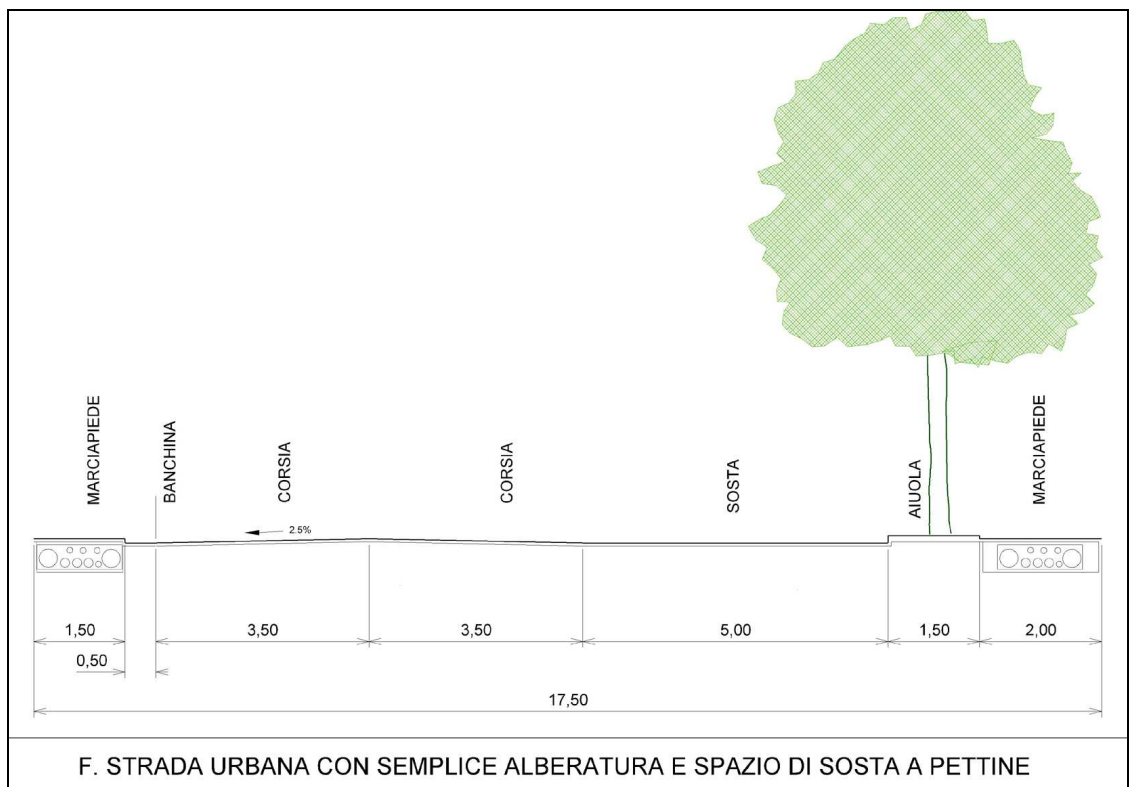 MARCIAPIEDE
BANCHINA
CORSIA
CORSIA
SOSTA
AIUOLA
MARCIAPIEDE
2.5%
1,50
3,50
3,50
5,00
1,50
2,00
0,50
17,50
F. STRADA URBANA CON SEMPLICE ALBERATURA E SPAZIO DI SOSTA A PETTINE